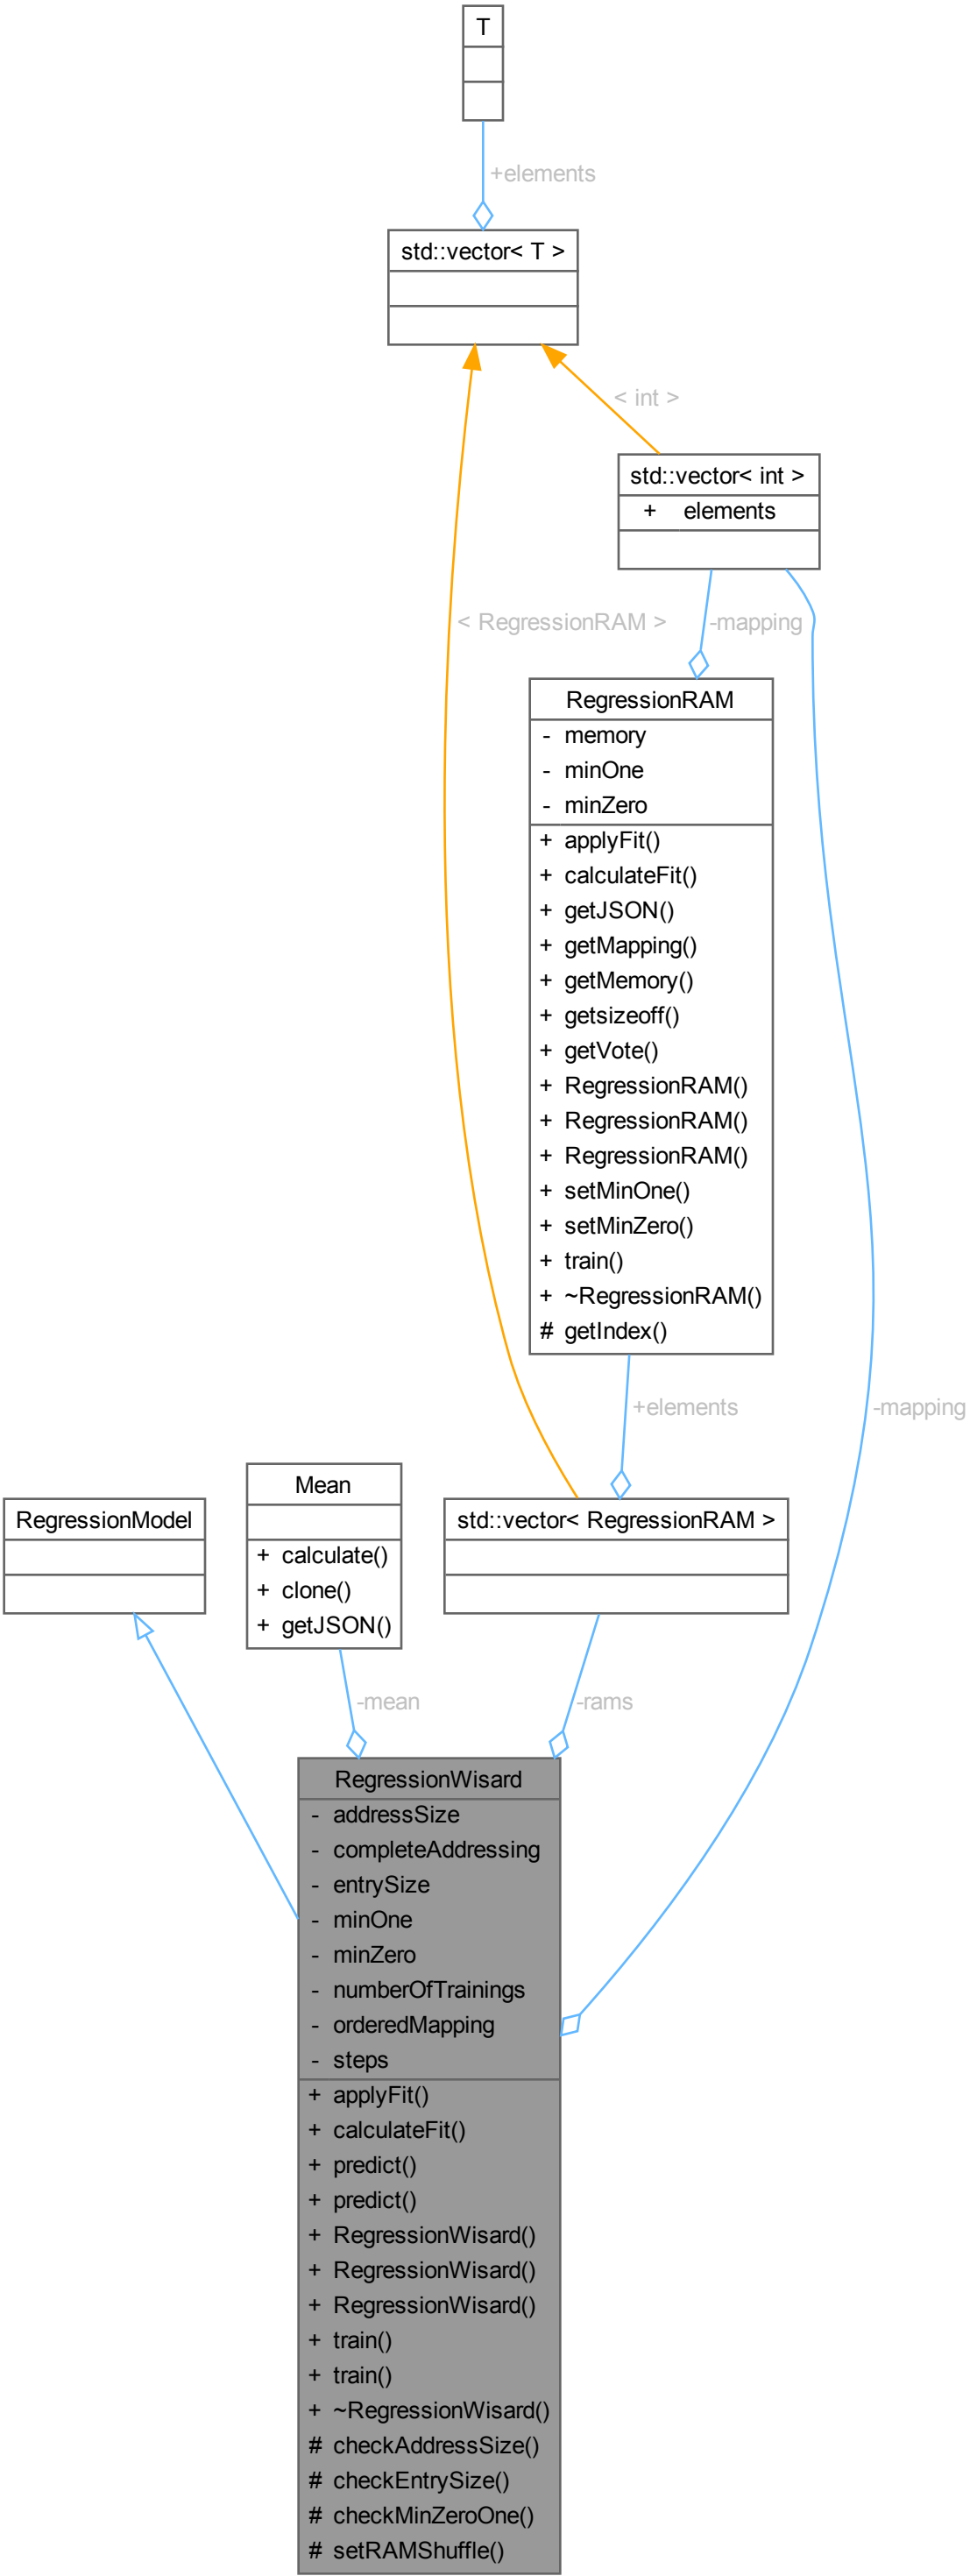 T
+elements
std::vector< T >
< int >
std::vector< int >
+ elements
< RegressionRAM >
-mapping
RegressionRAM
- memory
- minOne
- minZero
+ applyFit()
+ calculateFit()
+ getJSON()
+ getMapping()
+ getMemory()
+ getsizeoff()
+ getVote()
+ RegressionRAM()
+ RegressionRAM()
+ RegressionRAM()
+ setMinOne()
+ setMinZero()
+ train()
+ ~RegressionRAM()
# getIndex()
+elements
-mapping
RegressionModel
Mean
+ calculate()
+ clone()
+ getJSON()
std::vector< RegressionRAM >
-mean
-rams
RegressionWisard
- addressSize
- completeAddressing
- entrySize
- minOne
- minZero
- numberOfTrainings
- orderedMapping
- steps
+ applyFit()
+ calculateFit()
+ predict()
+ predict()
+ RegressionWisard()
+ RegressionWisard()
+ RegressionWisard()
+ train()
+ train()
+ ~RegressionWisard()
# checkAddressSize()
# checkEntrySize()
# checkMinZeroOne()
# setRAMShuffle()